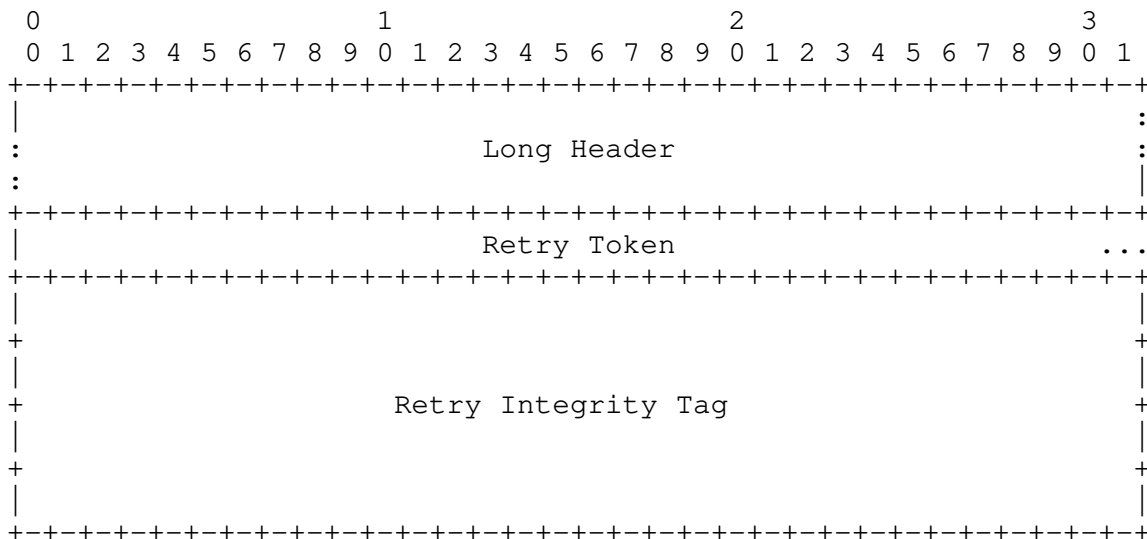 0                   1                   2                   3
 0 1 2 3 4 5 6 7 8 9 0 1 2 3 4 5 6 7 8 9 0 1 2 3 4 5 6 7 8 9 0 1
+-+-+-+-+-+-+-+-+-+-+-+-+-+-+-+-+-+-+-+-+-+-+-+-+-+-+-+-+-+-+-+-+
|                                                               :
:                          Long Header                          :
:                                                               |
+-+-+-+-+-+-+-+-+-+-+-+-+-+-+-+-+-+-+-+-+-+-+-+-+-+-+-+-+-+-+-+-+
|                          Retry Token                        ...
+-+-+-+-+-+-+-+-+-+-+-+-+-+-+-+-+-+-+-+-+-+-+-+-+-+-+-+-+-+-+-+-+
|                                                               |
+                                                               +
|                                                               |
+                     Retry Integrity Tag                       +
|                                                               |
+                                                               +
|                                                               |
+-+-+-+-+-+-+-+-+-+-+-+-+-+-+-+-+-+-+-+-+-+-+-+-+-+-+-+-+-+-+-+-+